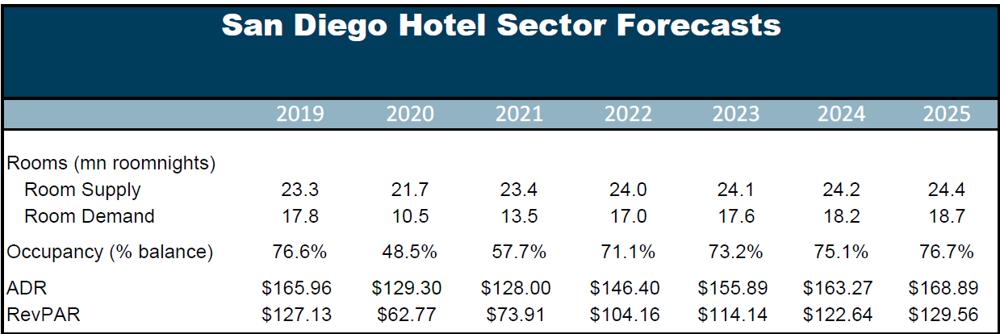 San Diego Hotel Sector Forecasts
2019 2020 2021 2022 2023 2024 2025
Rooms (mn roomnights)
Room Supply 23.3 21.7 23.4 24.0 24.1 24.2 24.4
Room Demand 17.8 10.5 13.5 17.0 17.6 18.2 18.7
Occupancy (% balance) 76.6% 48.5% 57.7% 71.1% 73.2% 75.1% 76.7%
ADR $165.96 $129.30 $128.00 $146.40 $155.89 $163.27 $168.89
RevPAR $127.13 $62.77 $73.91 $104.16 $114.14 $122.64 $129.56